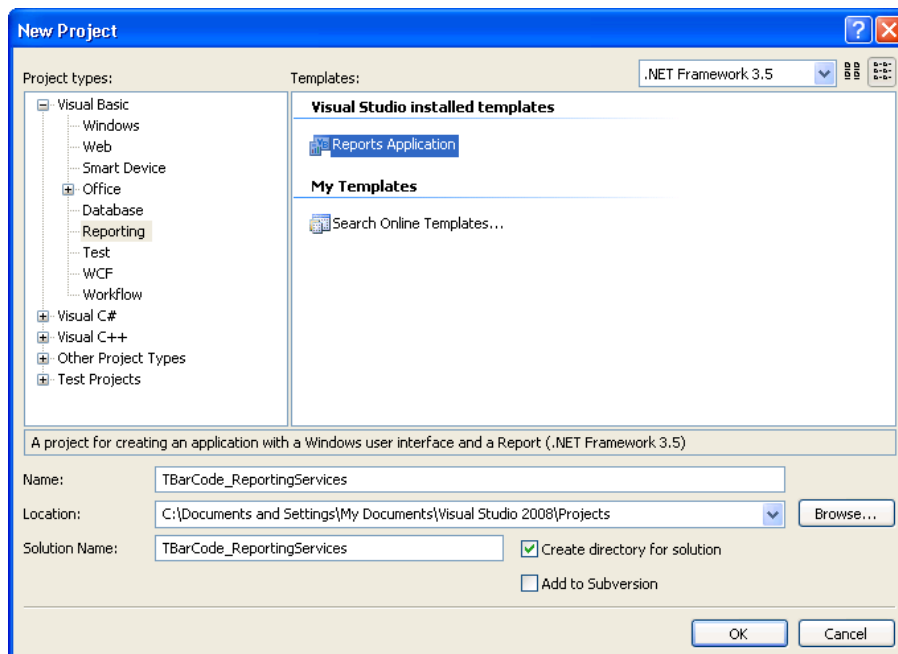 New Project
Project types:
Templates:
.NET Framework 3.5
Visual Basic
Windows
Web
Smart Device
Office
Database
Reporting
Test
WCF
Workflow
Visual C#
Visual C++
Other Project Types
Test Projects
Visual Studio installed templates
Reports Application
My Templates
Search Online Templates...
A project for creating an application with a Windows user interface and a Report (.NET Framework 3.5)
Name: TBarCode_ReportingServices
Location: C:\Documents and Settings\My Documents\Visual Studio 2008\Projects Browse...
Solution Name: TBarCode_ReportingServices Create directory for solution
Add to Subversion
OK Cancel